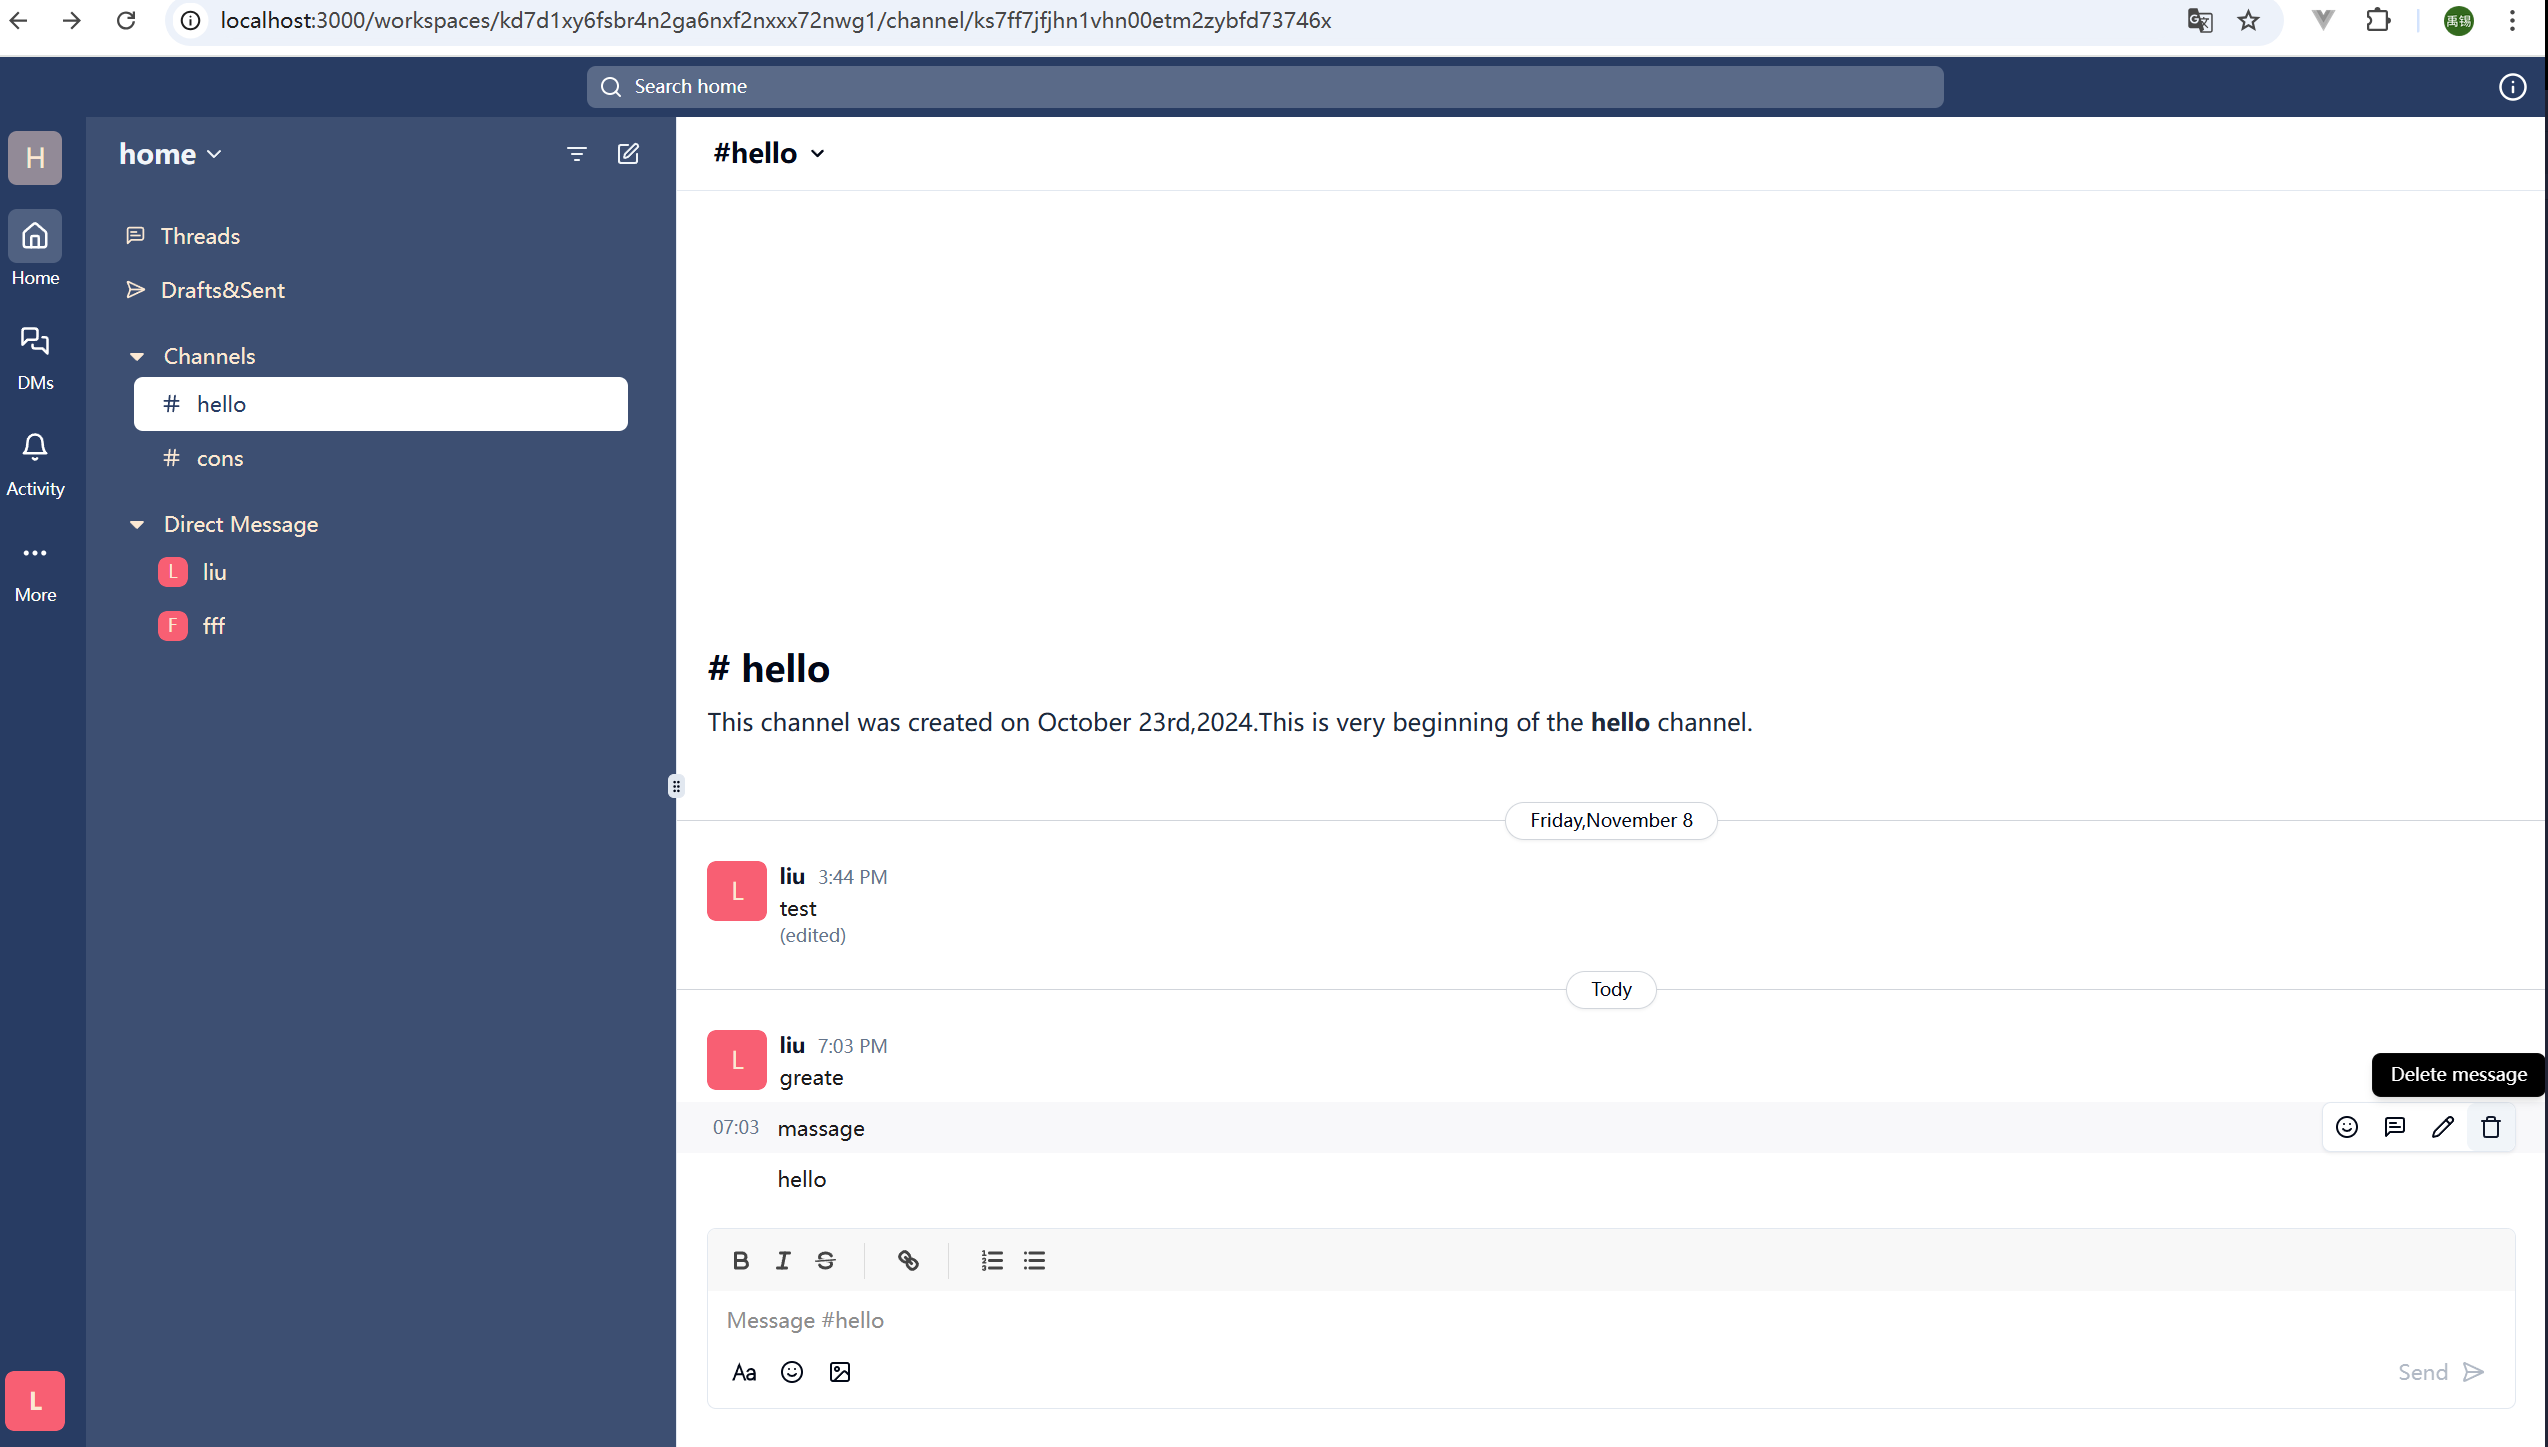 localhost:3000/workspaces/kd7d1xy6fsbr4n2ga6nxf2nxxx72nwg1/channel/ks7ff7jfjhn1vhn00etm2zybfd73746x
禹锡
Search home
H
Home
DMs
Activity
More
L
home
Threads
Drafts&Sent
Channels
# hello
# cons
Direct Message
L liu
F fff
#hello
# hello
This channel was created on October 23rd,2024.This is very beginning of the hello channel.
Friday,November 8
L
liu 3:44 PM
test
(edited)
Tody
L
liu 7:03 PM
greate
Delete message
07:03 massage
hello
B I S
Message #hello
Aa
Send